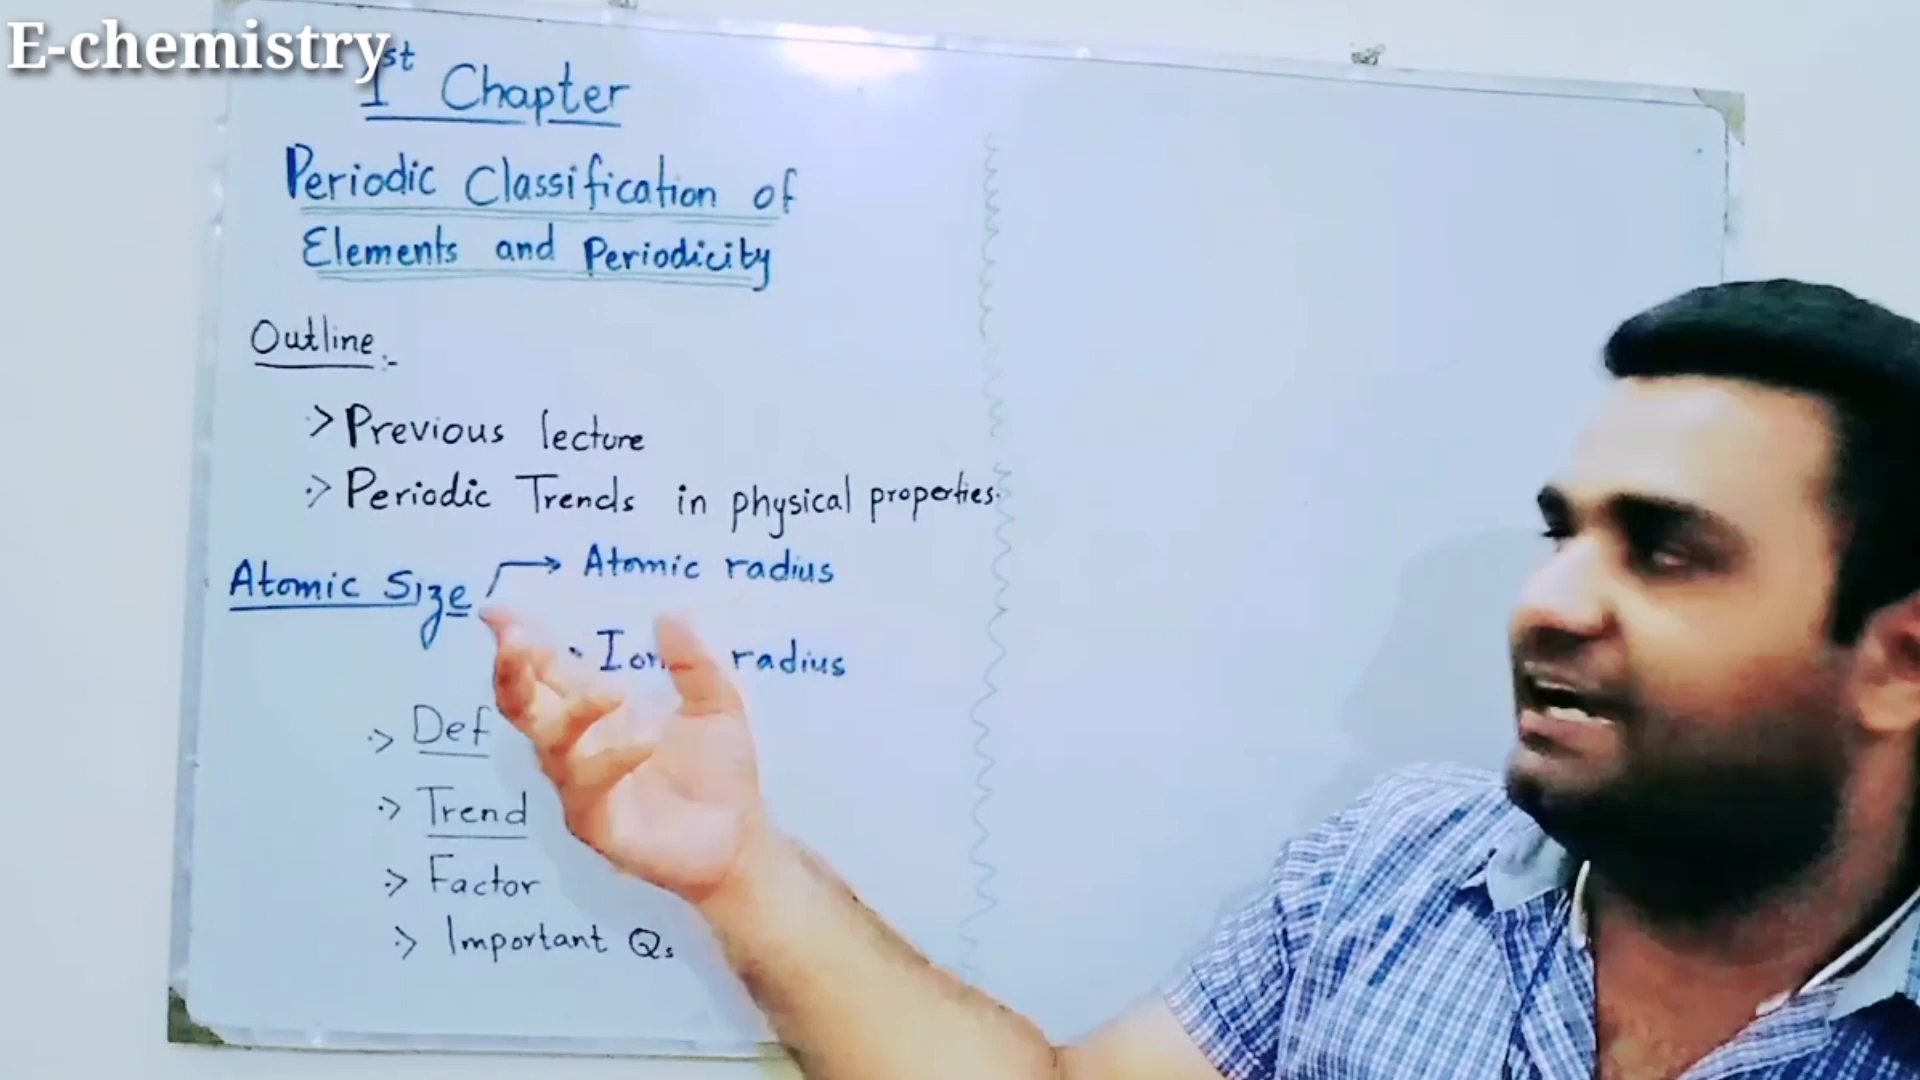 E-chemistry
1st Chapter
Periodic Classification of
Elements and Periodicity
Outline:-
> Previous lecture
> Periodic Trends in physical properties.
Atomic Size → Atomic radius
radius
> Def
> Trend
> Factor
> Important Qs